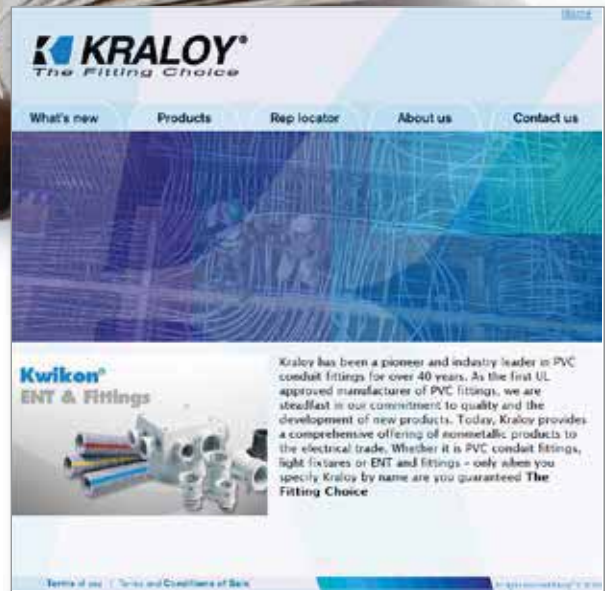 Home
KRALOY®
The Fitting Choice
What's new Products Rep locator About us Contact us
Kwikon®
ENT & Fittings
Kraloy has been a pioneer and industry leader in PVC
conduit fittings for over 40 years. As the first UL
approved manufacturer of PVC fittings, we are
steadfast in our commitment to quality and the
development of new products. Today, Kraloy provides
a comprehensive offering of nonmetallic products to
the electrical trade. Whether it is PVC conduit fittings,
light fixtures or ENT and fittings – only when you
specify Kraloy by name are you guaranteed The
Fitting Choice
Terms of use | Terms and Conditions of Sale